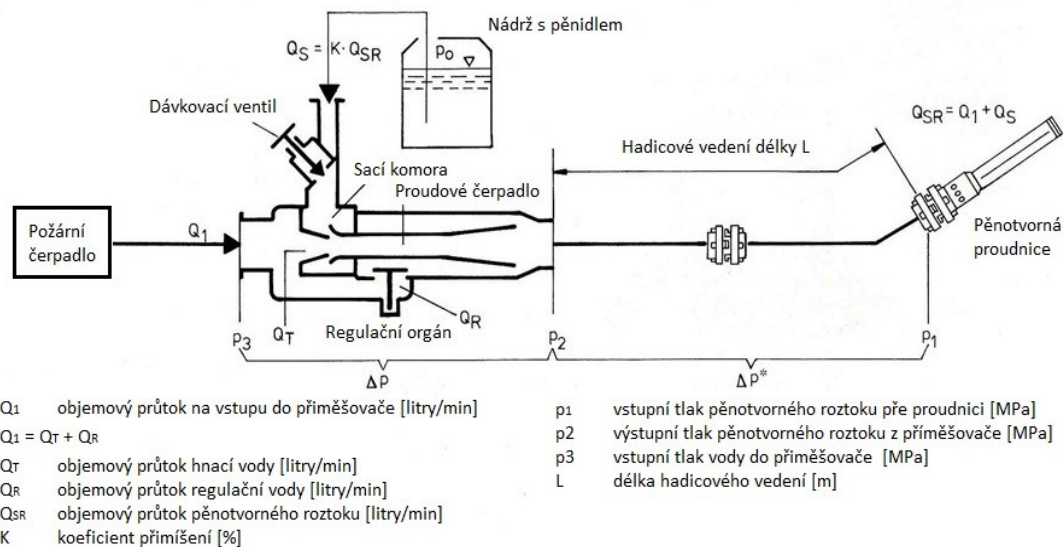 Nádrž s pěnidlem
QS = K·QSR
p0
Dávkovací ventil
QSR = Q1 + QS
Hadicové vedení délky L
Sací komora
Proudové čerpadlo
Požární
čerpadlo
Q1
Pěnotvorná
proudnice
QT
Regulační orgán
QR
p3
p2
p1
Δp
Δp*
Q1 objemový průtok na vstupu do přiměšovače [litry/min]
Q1 = QT + QR
QT objemový průtok hnací vody [litry/min]
QR objemový průtok regulační vody [litry/min]
QSR objemový průtok pěnotvorného roztoku [litry/min]
K koeficient přimíšení [%]
p1 vstupní tlak pěnotvorného roztoku pře proudnici [MPa]
p2 výstupní tlak pěnotvorného roztoku z příměšovače [MPa]
p3 vstupní tlak vody do přiměšovače [MPa]
L délka hadicového vedení [m]